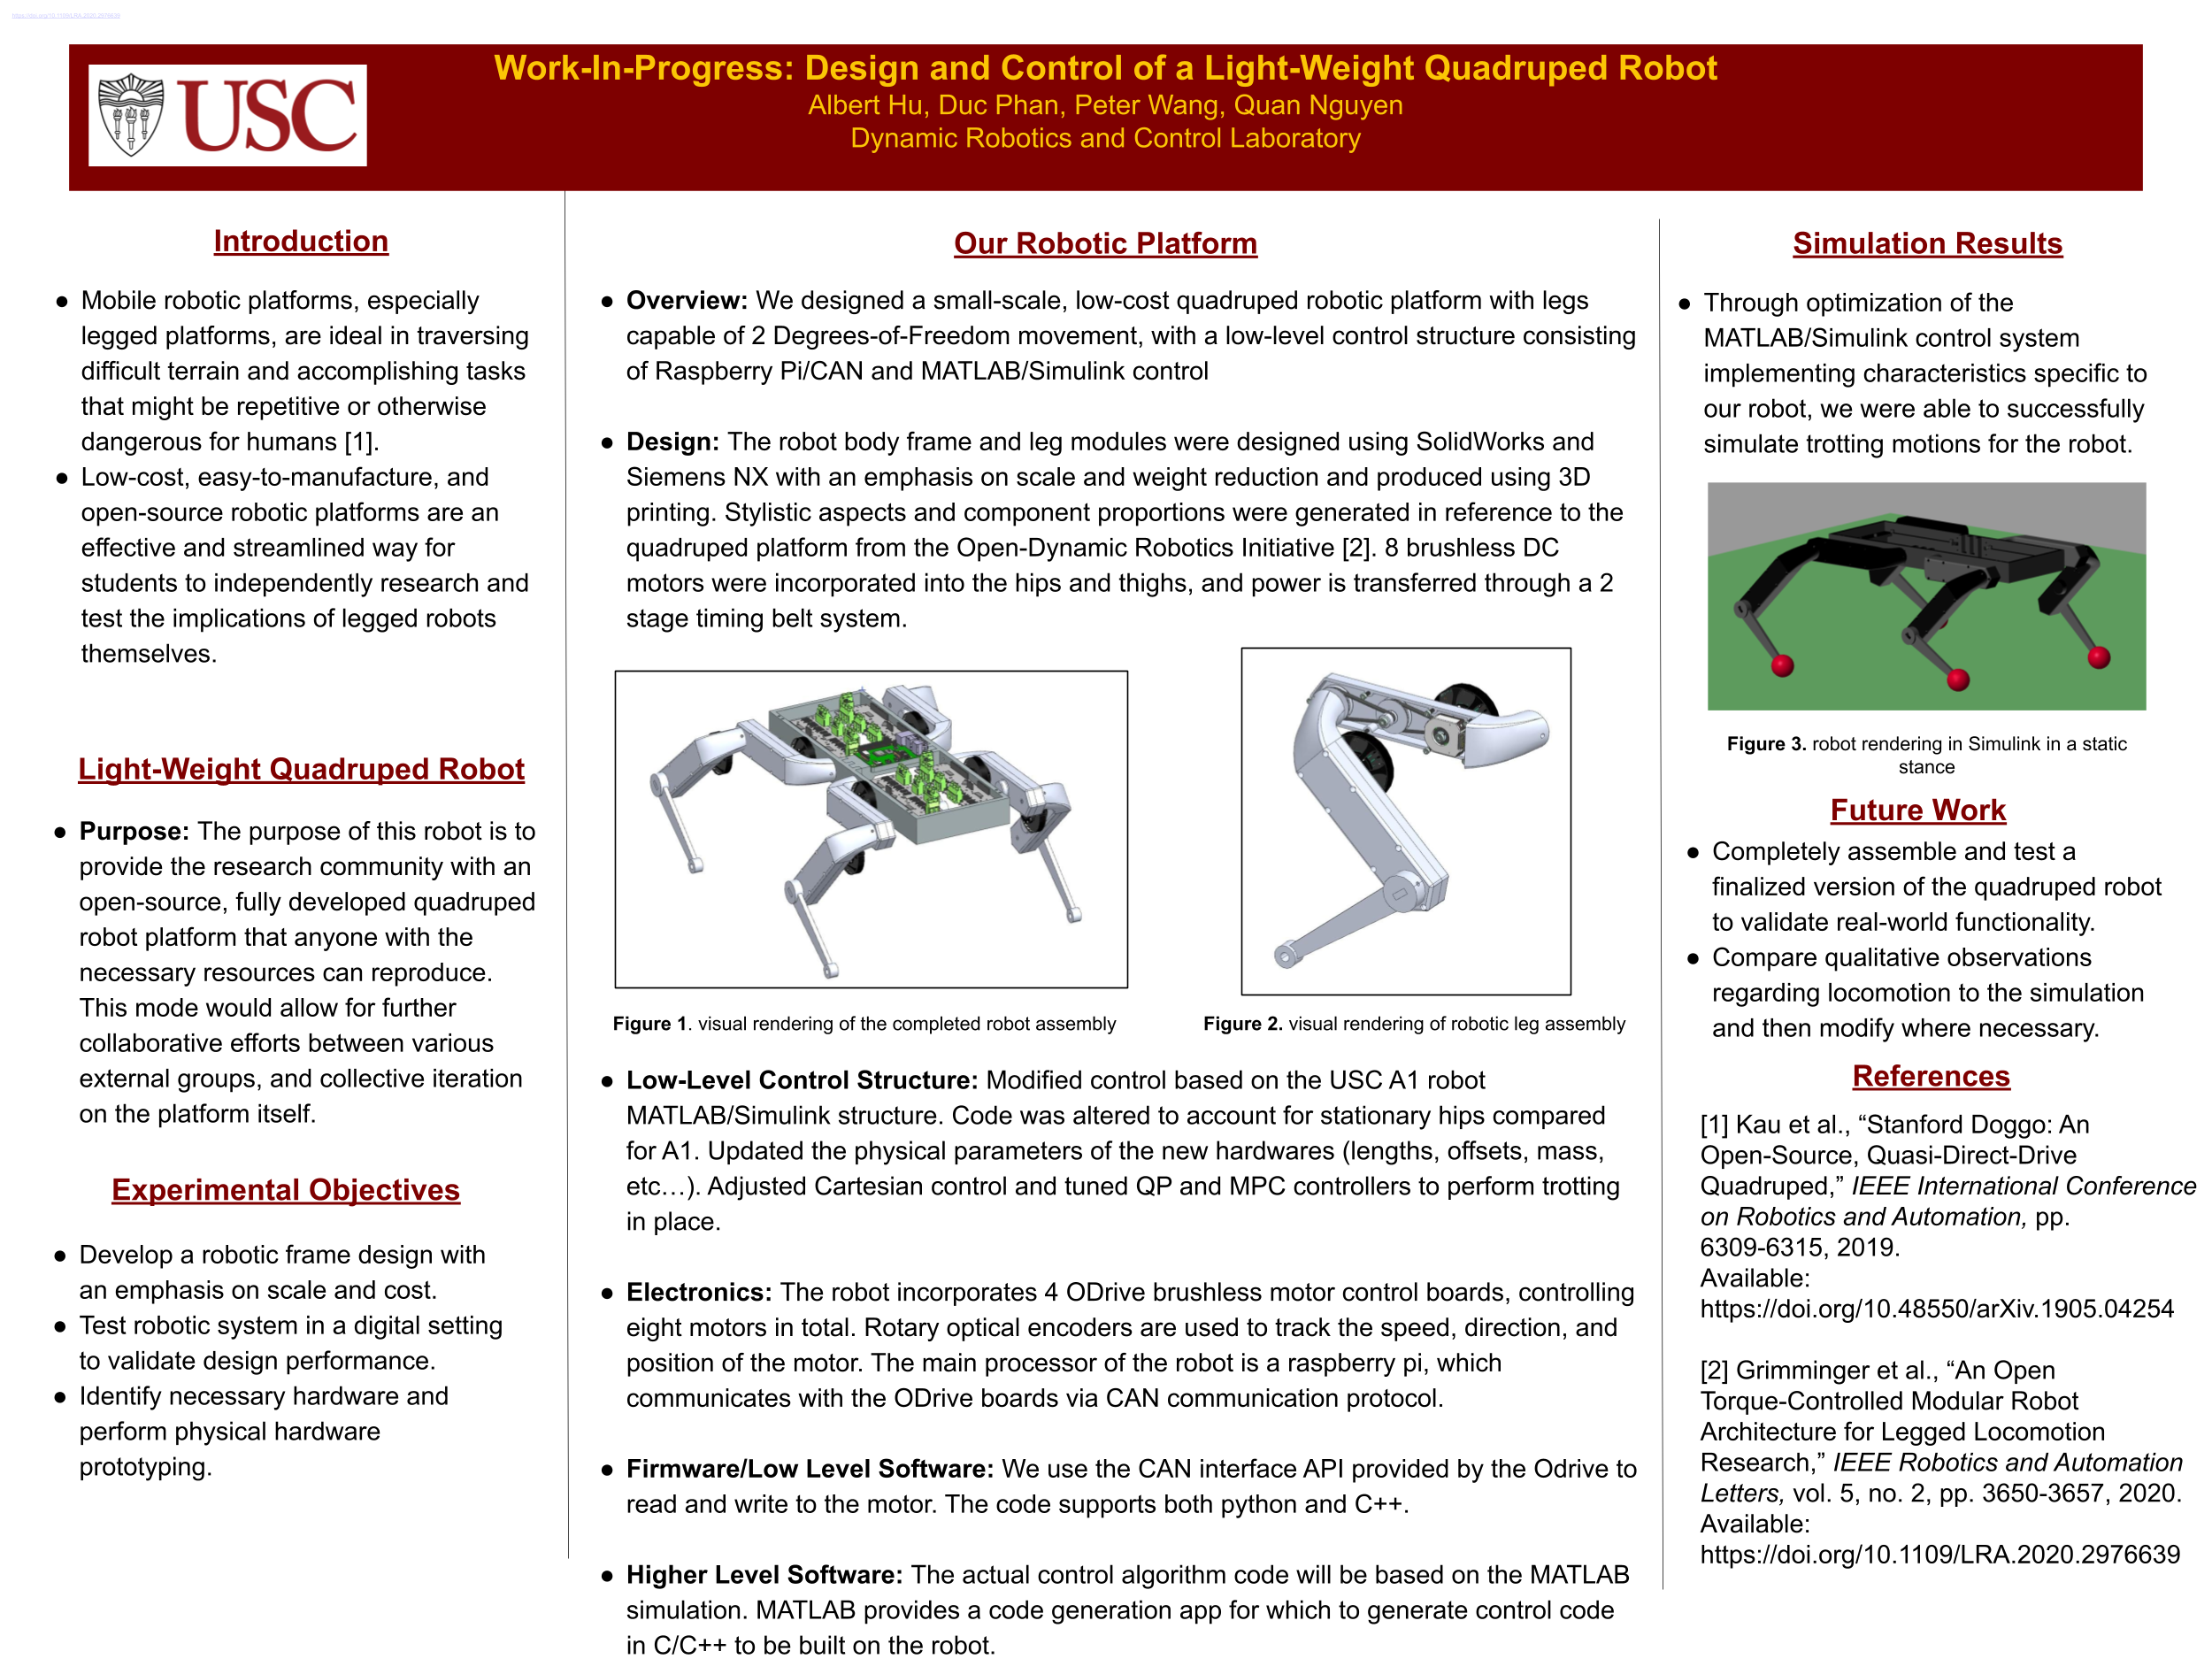 https://doi.org/10.1109/LRA.2020.2976639
USC
Work-In-Progress: Design and Control of a Light-Weight Quadruped Robot
Albert Hu, Duc Phan, Peter Wang, Quan Nguyen
Dynamic Robotics and Control Laboratory
Introduction
● Mobile robotic platforms, especially
legged platforms, are ideal in traversing
difficult terrain and accomplishing tasks
that might be repetitive or otherwise
dangerous for humans [1].
● Low-cost, easy-to-manufacture, and
open-source robotic platforms are an
effective and streamlined way for
students to independently research and
test the implications of legged robots
themselves.
Light-Weight Quadruped Robot
● Purpose: The purpose of this robot is to
provide the research community with an
open-source, fully developed quadruped
robot platform that anyone with the
necessary resources can reproduce.
This mode would allow for further
collaborative efforts between various
external groups, and collective iteration
on the platform itself.
Experimental Objectives
● Develop a robotic frame design with
an emphasis on scale and cost.
● Test robotic system in a digital setting
to validate design performance.
● Identify necessary hardware and
perform physical hardware
prototyping.
Our Robotic Platform
● Overview: We designed a small-scale, low-cost quadruped robotic platform with legs
capable of 2 Degrees-of-Freedom movement, with a low-level control structure consisting
of Raspberry Pi/CAN and MATLAB/Simulink control
● Design: The robot body frame and leg modules were designed using SolidWorks and
Siemens NX with an emphasis on scale and weight reduction and produced using 3D
printing. Stylistic aspects and component proportions were generated in reference to the
quadruped platform from the Open-Dynamic Robotics Initiative [2]. 8 brushless DC
motors were incorporated into the hips and thighs, and power is transferred through a 2
stage timing belt system.
Figure 1. visual rendering of the completed robot assembly
Figure 2. visual rendering of robotic leg assembly
● Low-Level Control Structure: Modified control based on the USC A1 robot
MATLAB/Simulink structure. Code was altered to account for stationary hips compared
for A1. Updated the physical parameters of the new hardwares (lengths, offsets, mass,
etc…). Adjusted Cartesian control and tuned QP and MPC controllers to perform trotting
in place.
● Electronics: The robot incorporates 4 ODrive brushless motor control boards, controlling
eight motors in total. Rotary optical encoders are used to track the speed, direction, and
position of the motor. The main processor of the robot is a raspberry pi, which
communicates with the ODrive boards via CAN communication protocol.
● Firmware/Low Level Software: We use the CAN interface API provided by the Odrive to
read and write to the motor. The code supports both python and C++.
● Higher Level Software: The actual control algorithm code will be based on the MATLAB
simulation. MATLAB provides a code generation app for which to generate control code
in C/C++ to be built on the robot.
Simulation Results
● Through optimization of the
MATLAB/Simulink control system
implementing characteristics specific to
our robot, we were able to successfully
simulate trotting motions for the robot.
Figure 3. robot rendering in Simulink in a static
stance
Future Work
● Completely assemble and test a
finalized version of the quadruped robot
to validate real-world functionality.
● Compare qualitative observations
regarding locomotion to the simulation
and then modify where necessary.
References
[1] Kau et al., “Stanford Doggo: An
Open-Source, Quasi-Direct-Drive
Quadruped,” IEEE International Conference
on Robotics and Automation, pp.
6309-6315, 2019.
Available:
https://doi.org/10.48550/arXiv.1905.04254
[2] Grimminger et al., “An Open
Torque-Controlled Modular Robot
Architecture for Legged Locomotion
Research,” IEEE Robotics and Automation
Letters, vol. 5, no. 2, pp. 3650-3657, 2020.
Available:
https://doi.org/10.1109/LRA.2020.2976639